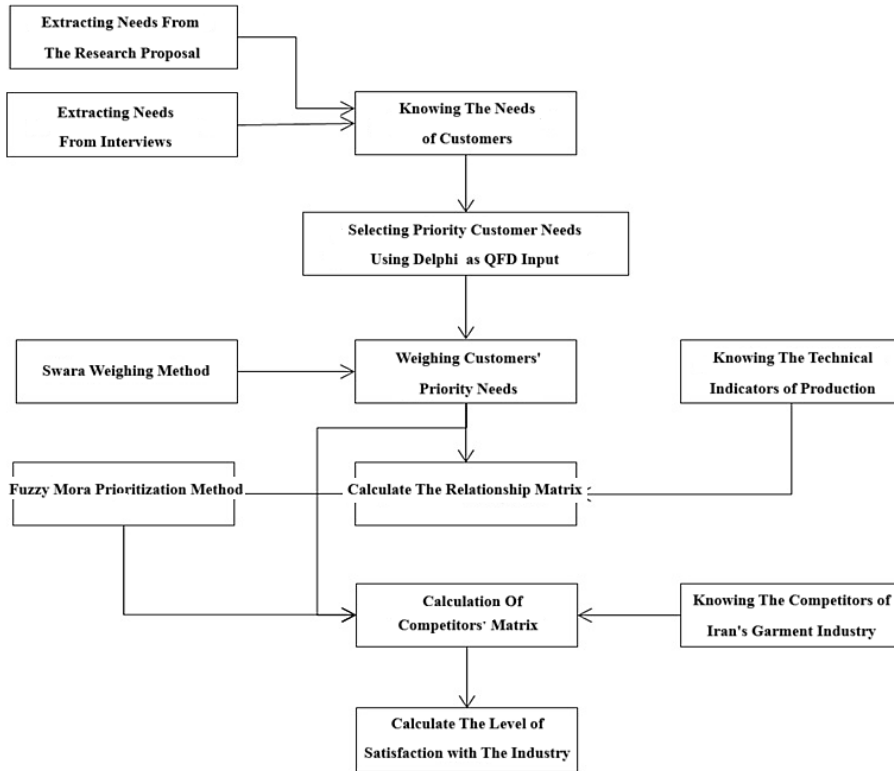 Extracting Needs From
The Research Proposal
Extracting Needs
From Interviews
Knowing The Needs
of Customers
Selecting Priority Customer Needs
Using Delphi as QFD Input
Swara Weighing Method
Weighing Customers'
Priority Needs
Knowing The Technical
Indicators of Production
Fuzzy Mora Prioritization Method
Calculate The Relationship Matrix
Calculation Of
Competitors' Matrix
Knowing The Competitors of
Iran's Garment Industry
Calculate The Level of
Satisfaction with The Industry